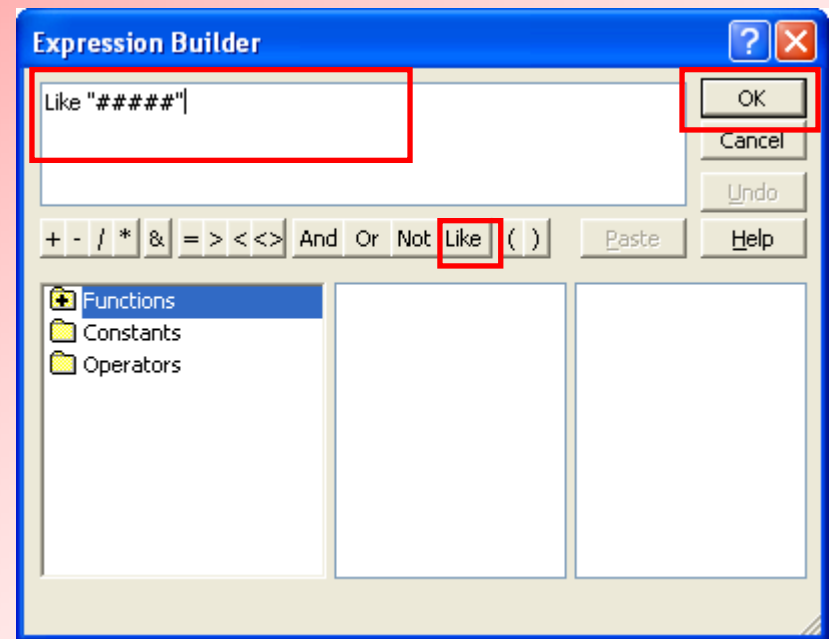 Expression Builder
Like "#####"
OK
Cancel
Undo
+ - / * & = > < <> And Or Not Like ( ) Paste Help
Functions
Constants
Operators